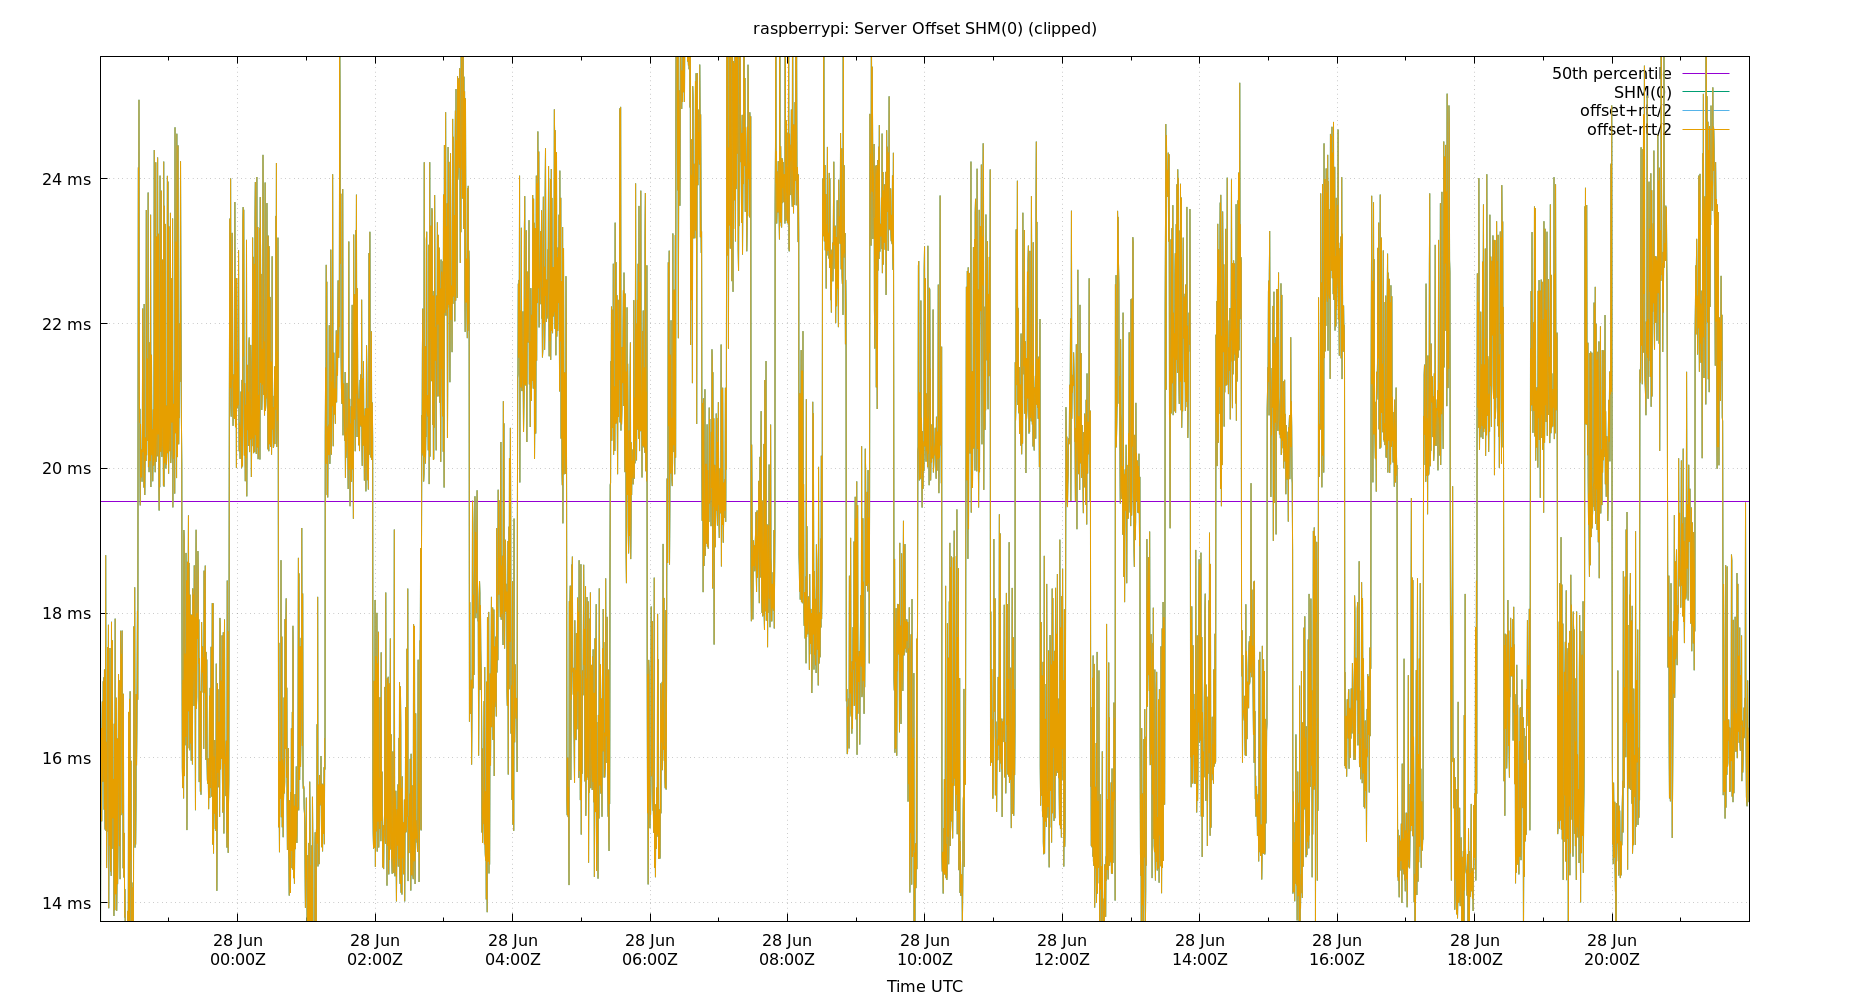 raspberrypi: Server Offset SHM(0) (clipped)
50th percentile
SHM(0)
offset+rtt/2
offset-rtt/2
24 ms
22 ms
20 ms
18 ms
16 ms
14 ms
28 Jun 28 Jun 28 Jun 28 Jun 28 Jun 28 Jun 28 Jun 28 Jun 28 Jun 28 Jun 28 Jun
00:00Z 02:00Z 04:00Z 06:00Z 08:00Z 10:00Z 12:00Z 14:00Z 16:00Z 18:00Z 20:00Z
Time UTC